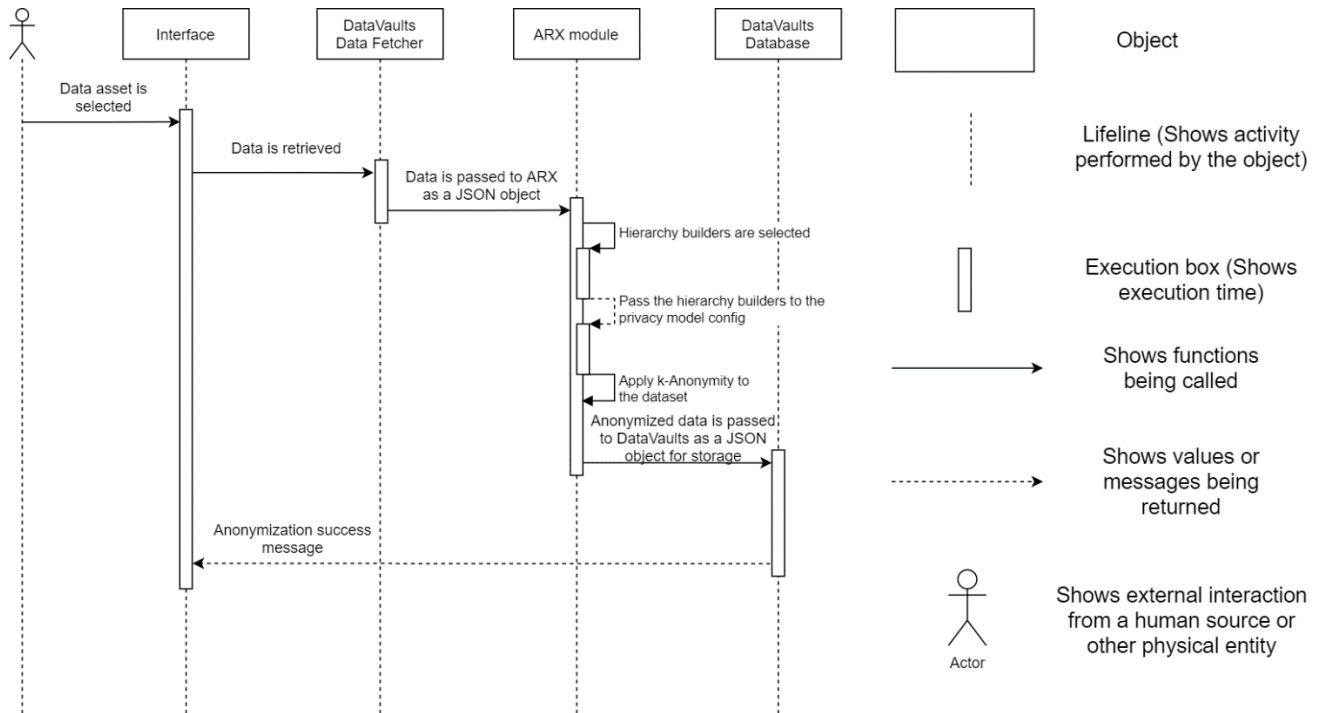 Interface
DataVaults
Data Fetcher
ARX module
DataVaults
Database
Object
Data asset is
selected
Lifeline (Shows activity
performed by the object)
Data is retrieved
Data is passed to ARX
as a JSON object
Hierarchy builders are selected
Execution box (Shows
execution time)
Pass the hierarchy builders to the
privacy model config
Shows functions
being called
Apply k-Anonymity to
the dataset
Anonymized data is passed
to DataVaults as a JSON
object for storage
Shows values or
messages being
returned
Anonymization success
message
Shows external interaction
from a human source or
other physical entity
Actor